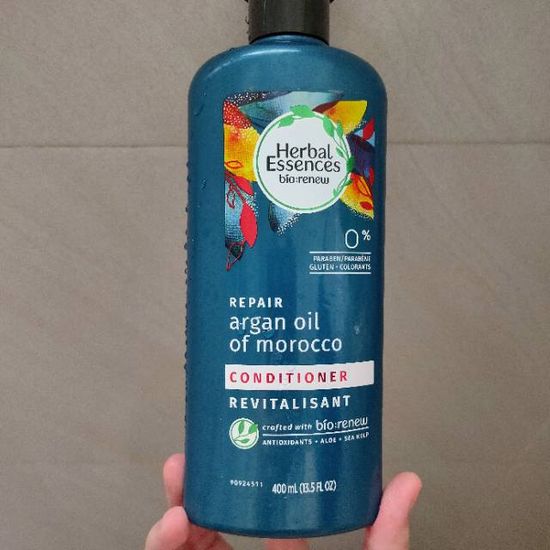 Herbal
Essences
bio:renew
0%
PARABEN/PARABÈNE
GLUTEN - COLORANTS
REPAIR
argan oil
of morocco
CONDITIONER
REVITALISANT
crafted with bio:renew
ANTIOXIDANTS • ALOE • SEA KELP
90924511
400 mL (13.5 FL OZ)